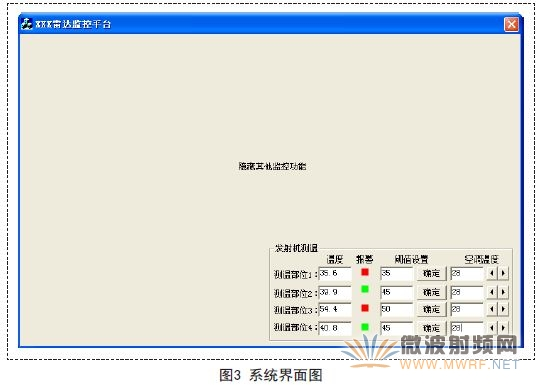 XXX雷达监控平台
隐藏其他监控功能
发射机测温
温度 报警 阈值设置 空调温度
测温部位1： 35.6 35 确定 28
测温部位2： 39.9 45 确定 28
测温部位3： 54.4 50 确定 28
测温部位4： 40.8 45 确定 28
微波射频网
WWW.MWRF.NET
图3 系统界面图